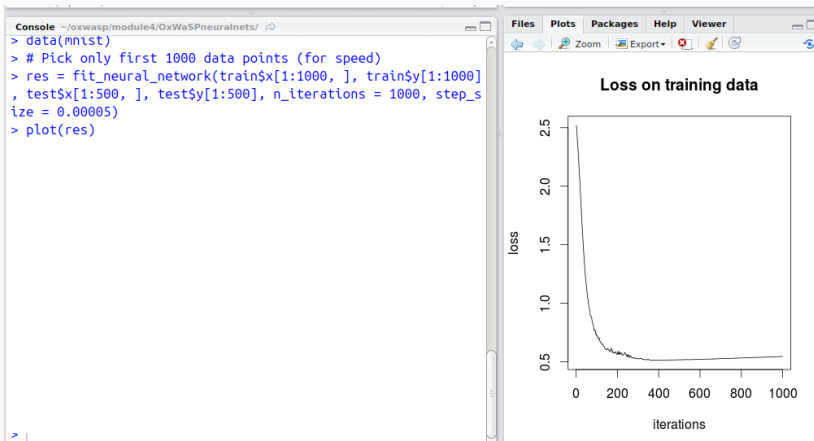 Console ~/oxwasp/module4/OxWaSPneuralnets/
> data(mnist)
> # Pick only first 1000 data points (for speed)
> res = fit_neural_network(train$x[1:1000, ], train$y[1:1000]
, test$x[1:500, ], test$y[1:500], n_iterations = 1000, step_s
ize = 0.00005)
> plot(res)
>
Files Plots Packages Help Viewer
Zoom Export
Loss on training data
2.5
2.0
1.5
1.0
0.5
loss
0 200 400 600 800 1000
iterations